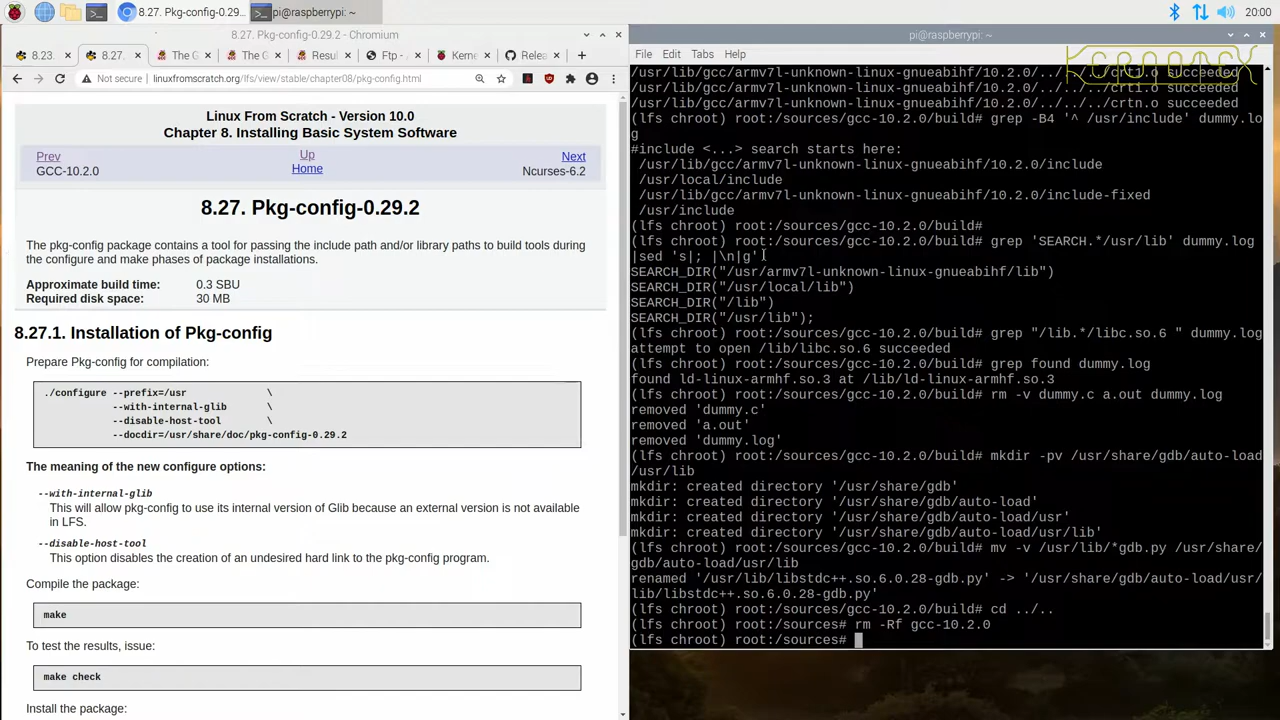 8.27. Pkg-config-0.29...
pi@raspberrypi: ~
20:00
8.27. Pkg-config-0.29.2 - Chromium
8.23
8.27.
The G
The G
Resul
Ftp -
Kerne
Relea
Not secure
linuxfromscratch.org/lfs/view/stable/chapter08/pkg-config.html
Linux From Scratch - Version 10.0
Chapter 8. Installing Basic System Software
Prev
Up
Next
GCC-10.2.0
Home
Ncurses-6.2
8.27. Pkg-config-0.29.2
The pkg-config package contains a tool for passing the include path and/or library paths to build tools during
the configure and make phases of package installations.
Approximate build time: 0.3 SBU
Required disk space: 30 MB
8.27.1. Installation of Pkg-config
Prepare Pkg-config for compilation:
./configure --prefix=/usr \
--with-internal-glib \
--disable-host-tool \
--docdir=/usr/share/doc/pkg-config-0.29.2
The meaning of the new configure options:
--with-internal-glib
This will allow pkg-config to use its internal version of Glib because an external version is not available
in LFS.
--disable-host-tool
This option disables the creation of an undesired hard link to the pkg-config program.
Compile the package:
make
To test the results, issue:
make check
Install the package:
pi@raspberrypi: ~
File Edit Tabs Help
/usr/lib/gcc/armv7l-unknown-linux-gnueabihf/10.2.0/../../../crti.o succeeded
/usr/lib/gcc/armv7l-unknown-linux-gnueabihf/10.2.0/../../../crtn.o succeeded
(lfs chroot) root:/sources/gcc-10.2.0/build# grep -B4 '^ /usr/include' dummy.lo
g
#include <...> search starts here:
/usr/lib/gcc/armv7l-unknown-linux-gnueabihf/10.2.0/include
/usr/local/include
/usr/lib/gcc/armv7l-unknown-linux-gnueabihf/10.2.0/include-fixed
/usr/include
(lfs chroot) root:/sources/gcc-10.2.0/build#
(lfs chroot) root:/sources/gcc-10.2.0/build# grep 'SEARCH.*/usr/lib' dummy.log
|sed 's|; |\n|g'
SEARCH_DIR("/usr/armv7l-unknown-linux-gnueabihf/lib")
SEARCH_DIR("/usr/local/lib")
SEARCH_DIR("/lib")
SEARCH_DIR("/usr/lib");
(lfs chroot) root:/sources/gcc-10.2.0/build# grep "/lib.*/libc.so.6 " dummy.log
attempt to open /lib/libc.so.6 succeeded
(lfs chroot) root:/sources/gcc-10.2.0/build# grep found dummy.log
found ld-linux-armhf.so.3 at /lib/ld-linux-armhf.so.3
(lfs chroot) root:/sources/gcc-10.2.0/build# rm -v dummy.c a.out dummy.log
removed 'dummy.c'
removed 'a.out'
removed 'dummy.log'
(lfs chroot) root:/sources/gcc-10.2.0/build# mkdir -pv /usr/share/gdb/auto-load
/usr/lib
mkdir: created directory '/usr/share/gdb'
mkdir: created directory '/usr/share/gdb/auto-load'
mkdir: created directory '/usr/share/gdb/auto-load/usr'
mkdir: created directory '/usr/share/gdb/auto-load/usr/lib'
(lfs chroot) root:/sources/gcc-10.2.0/build# mv -v /usr/lib/*gdb.py /usr/share/
gdb/auto-load/usr/lib
renamed '/usr/lib/libstdc++.so.6.0.28-gdb.py' -> '/usr/share/gdb/auto-load/usr/
lib/libstdc++.so.6.0.28-gdb.py'
(lfs chroot) root:/sources/gcc-10.2.0/build# cd ../..
(lfs chroot) root:/sources# rm -Rf gcc-10.2.0
(lfs chroot) root:/sources#